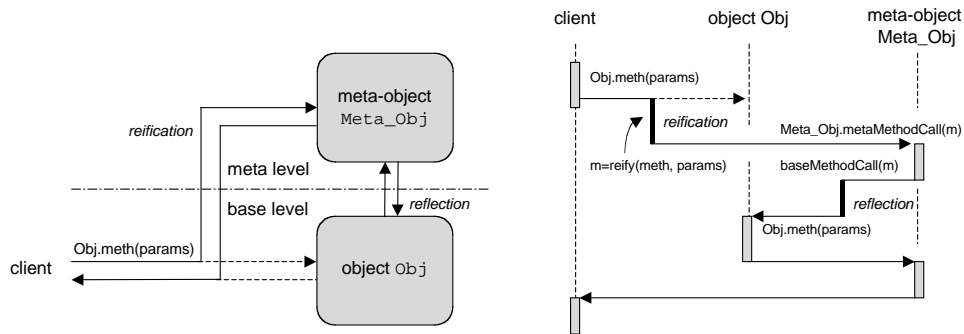 meta-object
Meta_Obj
reification
meta level
base level
reflection
Obj.meth(params)
client
object Obj
client
object Obj
meta-object
Meta_Obj
Obj.meth(params)
reification
Meta_Obj.metaMethodCall(m)
m=reify(meth, params)
baseMethodCall(m)
reflection
Obj.meth(params)